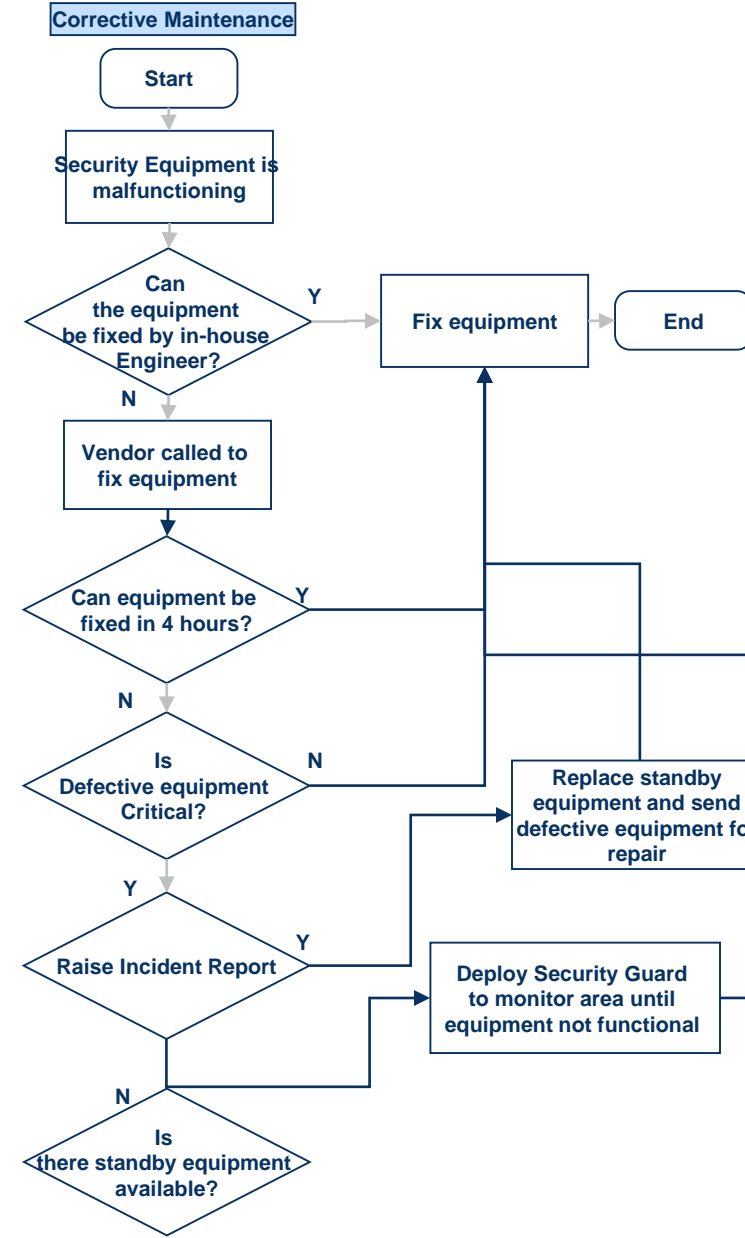 Corrective Maintenance
Start
Security Equipment is
malfunctioning
Can
the equipment
be fixed by in-house
Engineer?
Y
Fix equipment
End
N
Vendor called to
fix equipment
Can equipment be
fixed in 4 hours?
Y
N
Is
Defective equipment
Critical?
N
Replace standby
equipment and send
defective equipment fo
repair
Y
Raise Incident Report
Y
Deploy Security Guard
to monitor area until
equipment not functional
N
Is
there standby equipment
available?